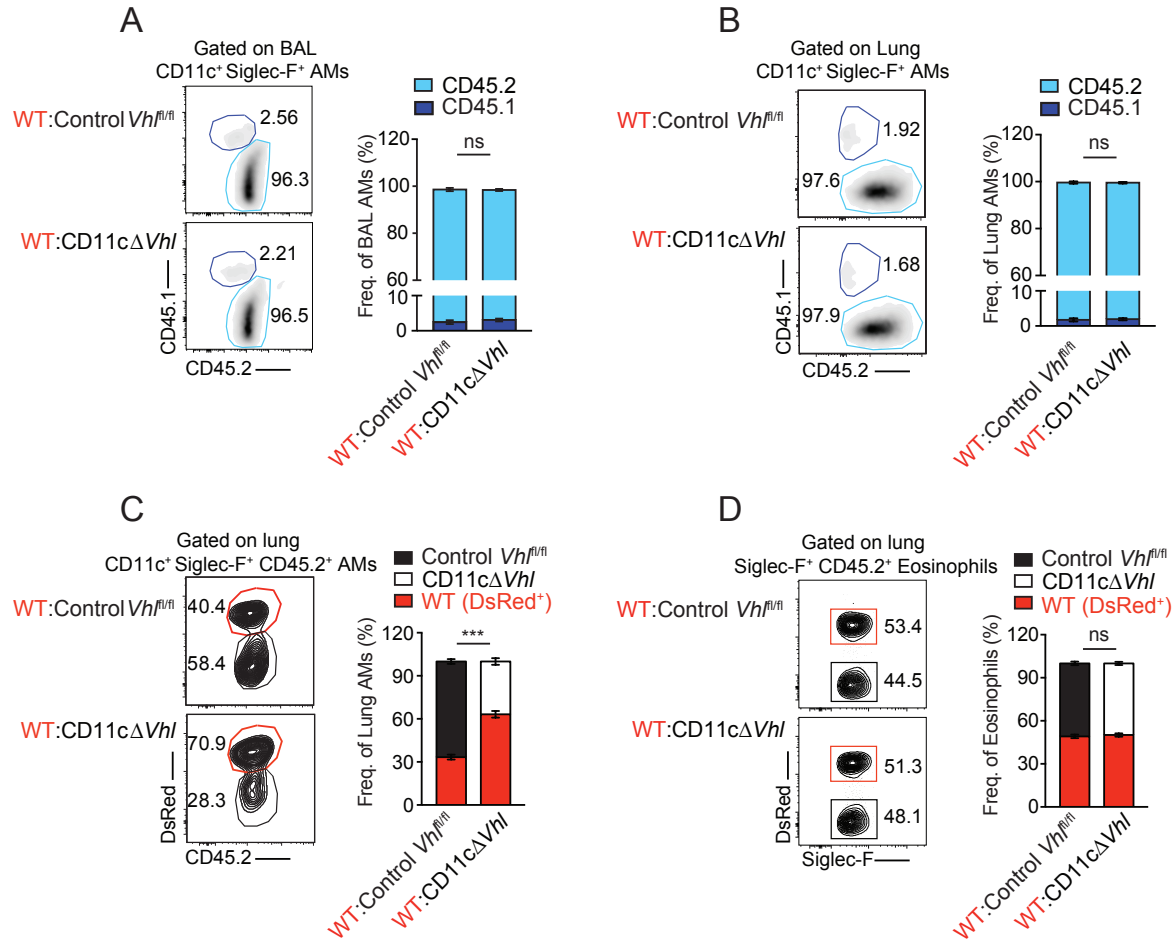 A
Gated on BAL
CD11c⁺ Siglec-F⁺ AMs
WT:Control Vhlfl/fl
2.56
96.3
WT:CD11cΔVhl
2.21
96.5
CD45.1
CD45.2
CD45.2
CD45.1
Freq. of BAL AMs (%)
120
100
80
60
10
0
ns
WT:Control Vhlfl/fl
WT:CD11cΔVhl
B
Gated on Lung
CD11c⁺ Siglec-F⁺ AMs
WT:Control Vhlfl/fl
1.92
97.6
WT:CD11cΔVhl
1.68
97.9
CD45.1
CD45.2
CD45.2
CD45.1
Freq. of Lung AMs (%)
120
100
80
60
10
0
ns
WT:Control Vhlfl/fl
WT:CD11cΔVhl
C
Gated on lung
CD11c⁺ Siglec-F⁺ CD45.2⁺ AMs
WT:Control Vhlfl/fl
40.4
58.4
WT:CD11cΔVhl
70.9
28.3
DsRed
CD45.2
Control Vhlfl/fl
CD11cΔVhl
WT (DsRed⁺)
Freq. of Lung AMs (%)
120
90
60
30
0
***
WT:Control Vhlfl/fl
WT:CD11cΔVhl
D
Gated on lung
Siglec-F⁺ CD45.2⁺ Eosinophils
WT:Control Vhlfl/fl
53.4
44.5
WT:CD11cΔVhl
51.3
48.1
DsRed
Siglec-F
Control Vhlfl/fl
CD11cΔVhl
WT (DsRed⁺)
Freq. of Eosinophils (%)
120
90
60
30
0
ns
WT:Control Vhlfl/fl
WT:CD11cΔVhl